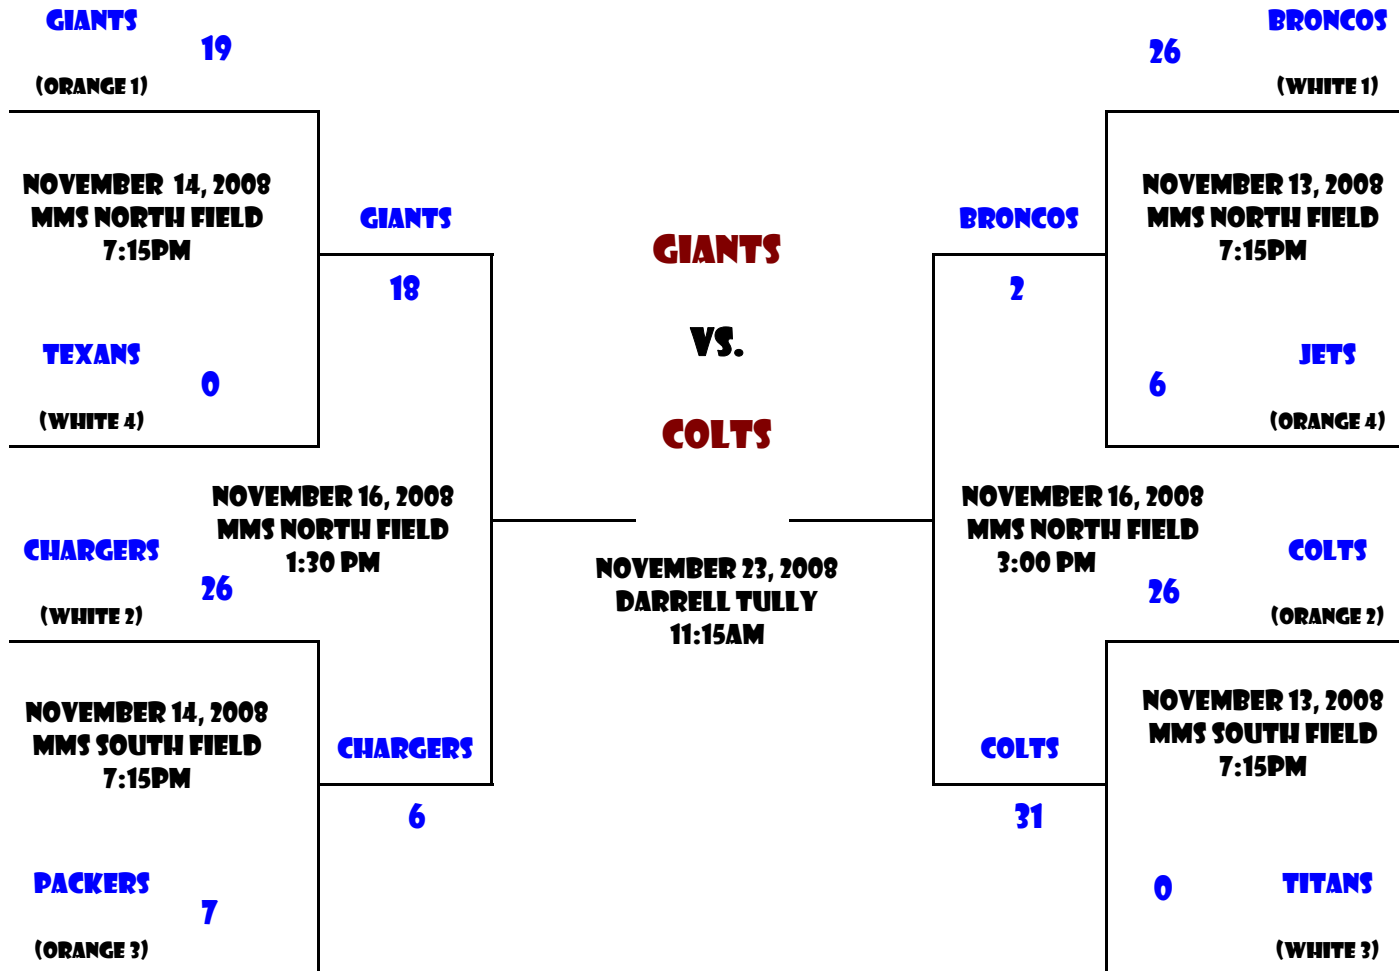 GIANTS
19
(ORANGE 1)
NOVEMBER 14, 2008
MMS NORTH FIELD
7:15PM
TEXANS
0
(WHITE 4)
CHARGERS
26
(WHITE 2)
NOVEMBER 14, 2008
MMS SOUTH FIELD
7:15PM
PACKERS
7
(ORANGE 3)
GIANTS
18
NOVEMBER 16, 2008
MMS NORTH FIELD
1:30 PM
CHARGERS
6
GIANTS
VS.
COLTS
NOVEMBER 23, 2008
DARRELL TULLY
11:15AM
BRONCOS
2
NOVEMBER 16, 2008
MMS NORTH FIELD
3:00 PM
COLTS
31
BRONCOS
26
(WHITE 1)
NOVEMBER 13, 2008
MMS NORTH FIELD
7:15PM
JETS
6
(ORANGE 4)
COLTS
26
(ORANGE 2)
NOVEMBER 13, 2008
MMS SOUTH FIELD
7:15PM
0
TITANS
(WHITE 3)